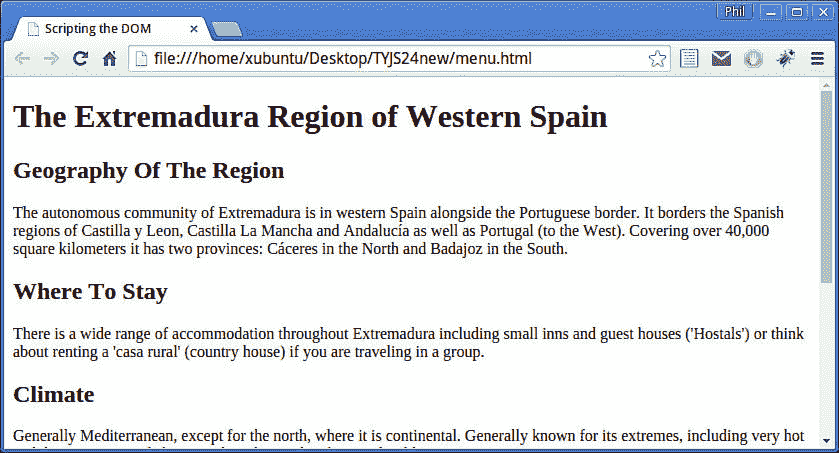 Phil
Scripting the DOM
file:///home/xubuntu/Desktop/TYJS24new/menu.html
The Extremadura Region of Western Spain
Geography Of The Region
The autonomous community of Extremadura is in western Spain alongside the Portuguese border. It borders the Spanish
regions of Castilla y Leon, Castilla La Mancha and Andalucía as well as Portugal (to the West). Covering over 40,000
square kilometers it has two provinces: Cáceres in the North and Badajoz in the South.
Where To Stay
There is a wide range of accommodation throughout Extremadura including small inns and guest houses ('Hostals') or think
about renting a 'casa rural' (country house) if you are traveling in a group.
Climate
Generally Mediterranean, except for the north, where it is continental. Generally known for its extremes, including very hot